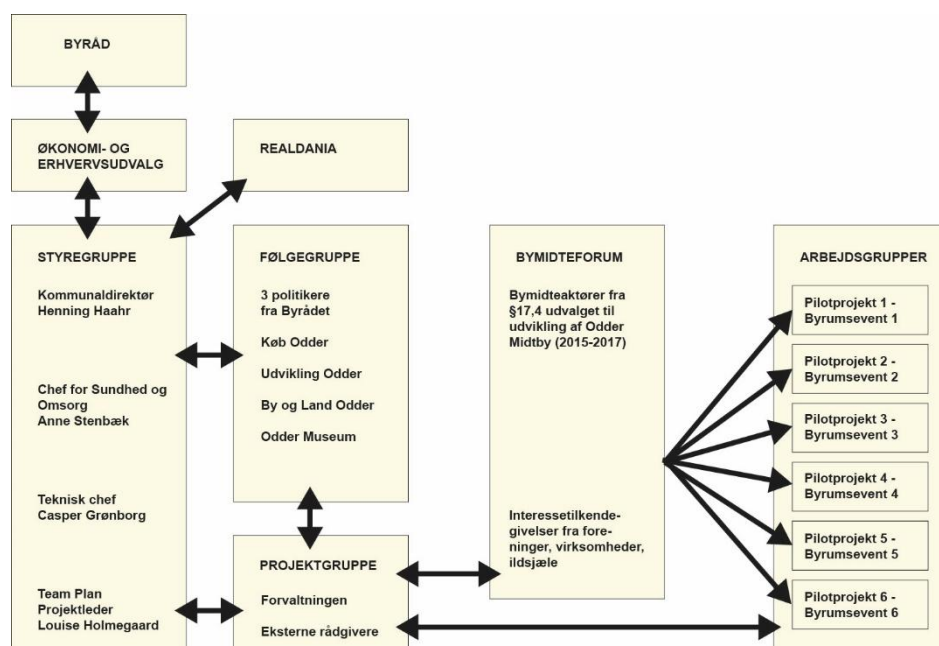 BYRÅD
ØKONOMI- OG
ERHVERVSUDVALG
REALDANIA
STYREGRUPPE
Kommunaldirektør
Henning Haahr
Chef for Sundhed og
Omsorg
Anne Stenbæk
Teknisk chef
Casper Grønborg
Team Plan
Projektleder
Louise Holmegaard
FØLGEGRUPPE
3 politikere
fra Byrådet
Køb Odder
Udvikling Odder
By og Land Odder
Odder Museum
PROJEKTGRUPPE
Forvaltningen
Eksterne rådgivere
BYMIDTEFORUM
Bymidteaktører fra
§17,4 udvalget til
udvikling af Odder
Midtby (2015-2017)
Interessetilkende-
givelser fra fore-
ninger, virksomheder,
ildsjæle
ARBEJDSGRUPPER
Pilotprojekt 1 -
Byrumsevent 1
Pilotprojekt 2 -
Byrumsevent 2
Pilotprojekt 3 -
Byrumsevent 3
Pilotprojekt 4 -
Byrumsevent 4
Pilotprojekt 5 -
Byrumsevent 5
Pilotprojekt 6 -
Byrumsevent 6